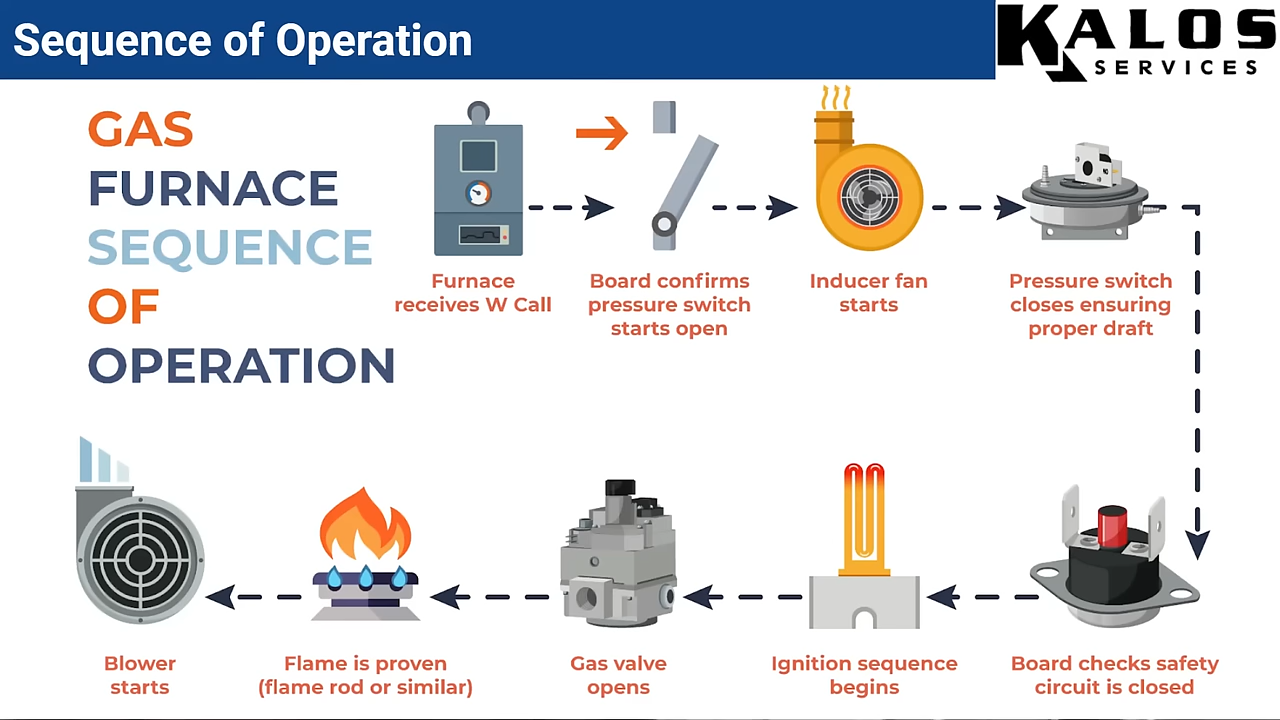 Sequence of Operation
KALOS
SERVICES
GAS
FURNACE
SEQUENCE
OF
OPERATION
Furnace
receives W Call
Board confirms
pressure switch
starts open
Inducer fan
starts
Pressure switch
closes ensuring
proper draft
Board checks safety
circuit is closed
Ignition sequence
begins
Gas valve
opens
Flame is proven
(flame rod or similar)
Blower
starts